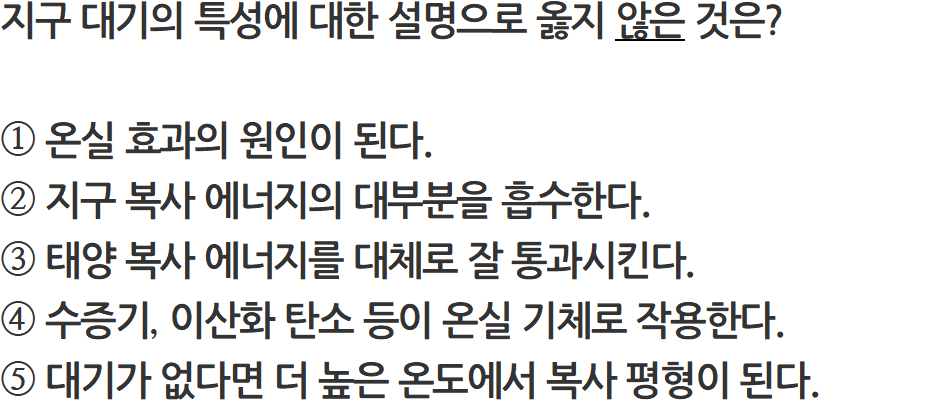 지구 대기의 특성에 대한 설명으로 옳지 않은 것은?
① 온실 효과의 원인이 된다.
② 지구 복사 에너지의 대부분을 흡수한다.
③ 태양 복사 에너지를 대체로 잘 통과시킨다.
④ 수증기, 이산화 탄소 등이 온실 기체로 작용한다.
⑤ 대기가 없다면 더 높은 온도에서 복사 평형이 된다.